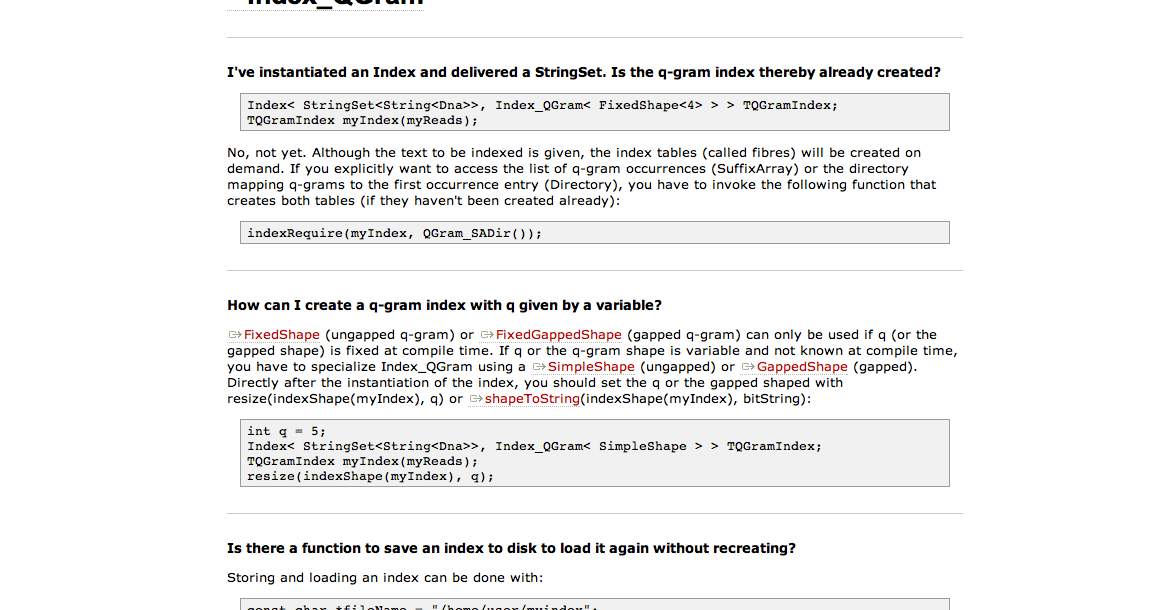 Index_QGram
I've instantiated an Index and delivered a StringSet. Is the q-gram index thereby already created?
Index< StringSet<String<Dna>>, Index_QGram< FixedShape<4> > > TQGramIndex;
TQGramIndex myIndex(myReads);
No, not yet. Although the text to be indexed is given, the index tables (called fibres) will be created on
demand. If you explicitly want to access the list of q-gram occurrences (SuffixArray) or the directory
mapping q-grams to the first occurrence entry (Directory), you have to invoke the following function that
creates both tables (if they haven't been created already):
indexRequire(myIndex, QGram_SADir());
How can I create a q-gram index with q given by a variable?
FixedShape (ungapped q-gram) or FixedGappedShape (gapped q-gram) can only be used if q (or the
gapped shape) is fixed at compile time. If q or the q-gram shape is variable and not known at compile time,
you have to specialize Index_QGram using a SimpleShape (ungapped) or GappedShape (gapped).
Directly after the instantiation of the index, you should set the q or the gapped shaped with
resize(indexShape(myIndex), q) or shapeToString(indexShape(myIndex), bitString):
int q = 5;
Index< StringSet<String<Dna>>, Index_QGram< SimpleShape > > TQGramIndex;
TQGramIndex myIndex(myReads);
resize(indexShape(myIndex), q);
Is there a function to save an index to disk to load it again without recreating?
Storing and loading an index can be done with:
const char *fileName = "/home/user/myindex";